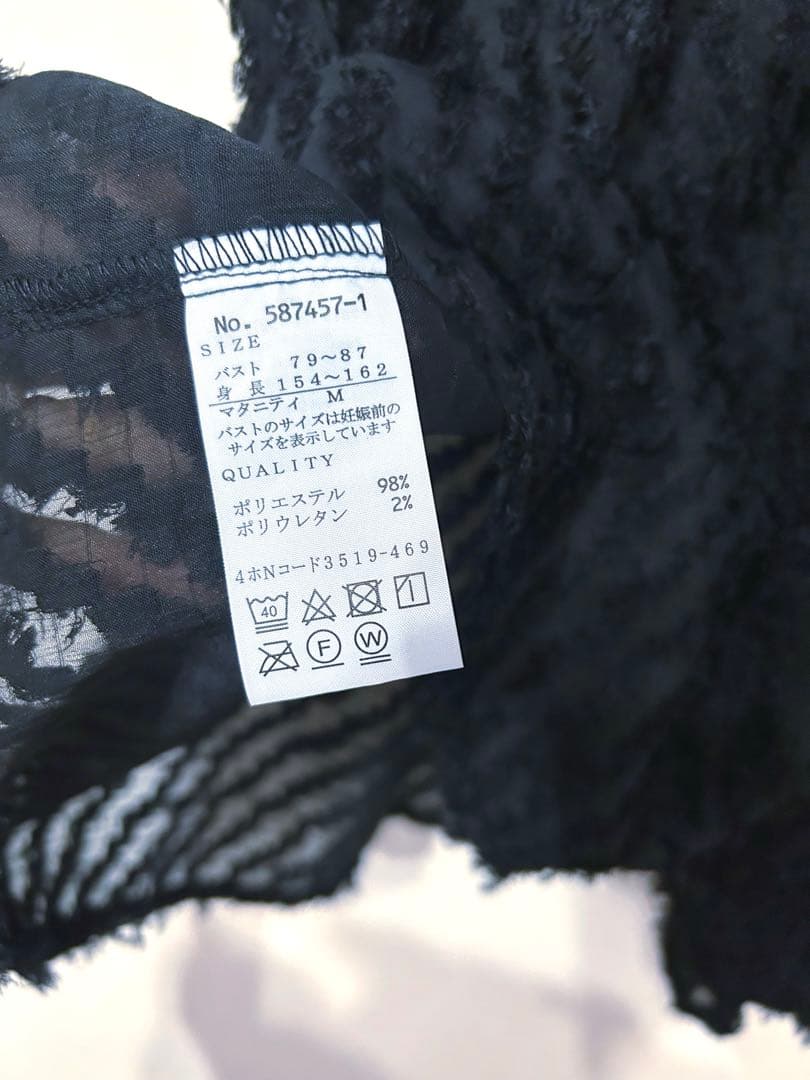 No. 587457-1
SIZE
バスト 79～87
身長 154～162
マタニティ M
バストのサイズは妊娠前の
サイズを表示しています
QUALITY
ポリエステル 98%
ポリウレタン 2%
4ホNコード3519-469
40
F
W